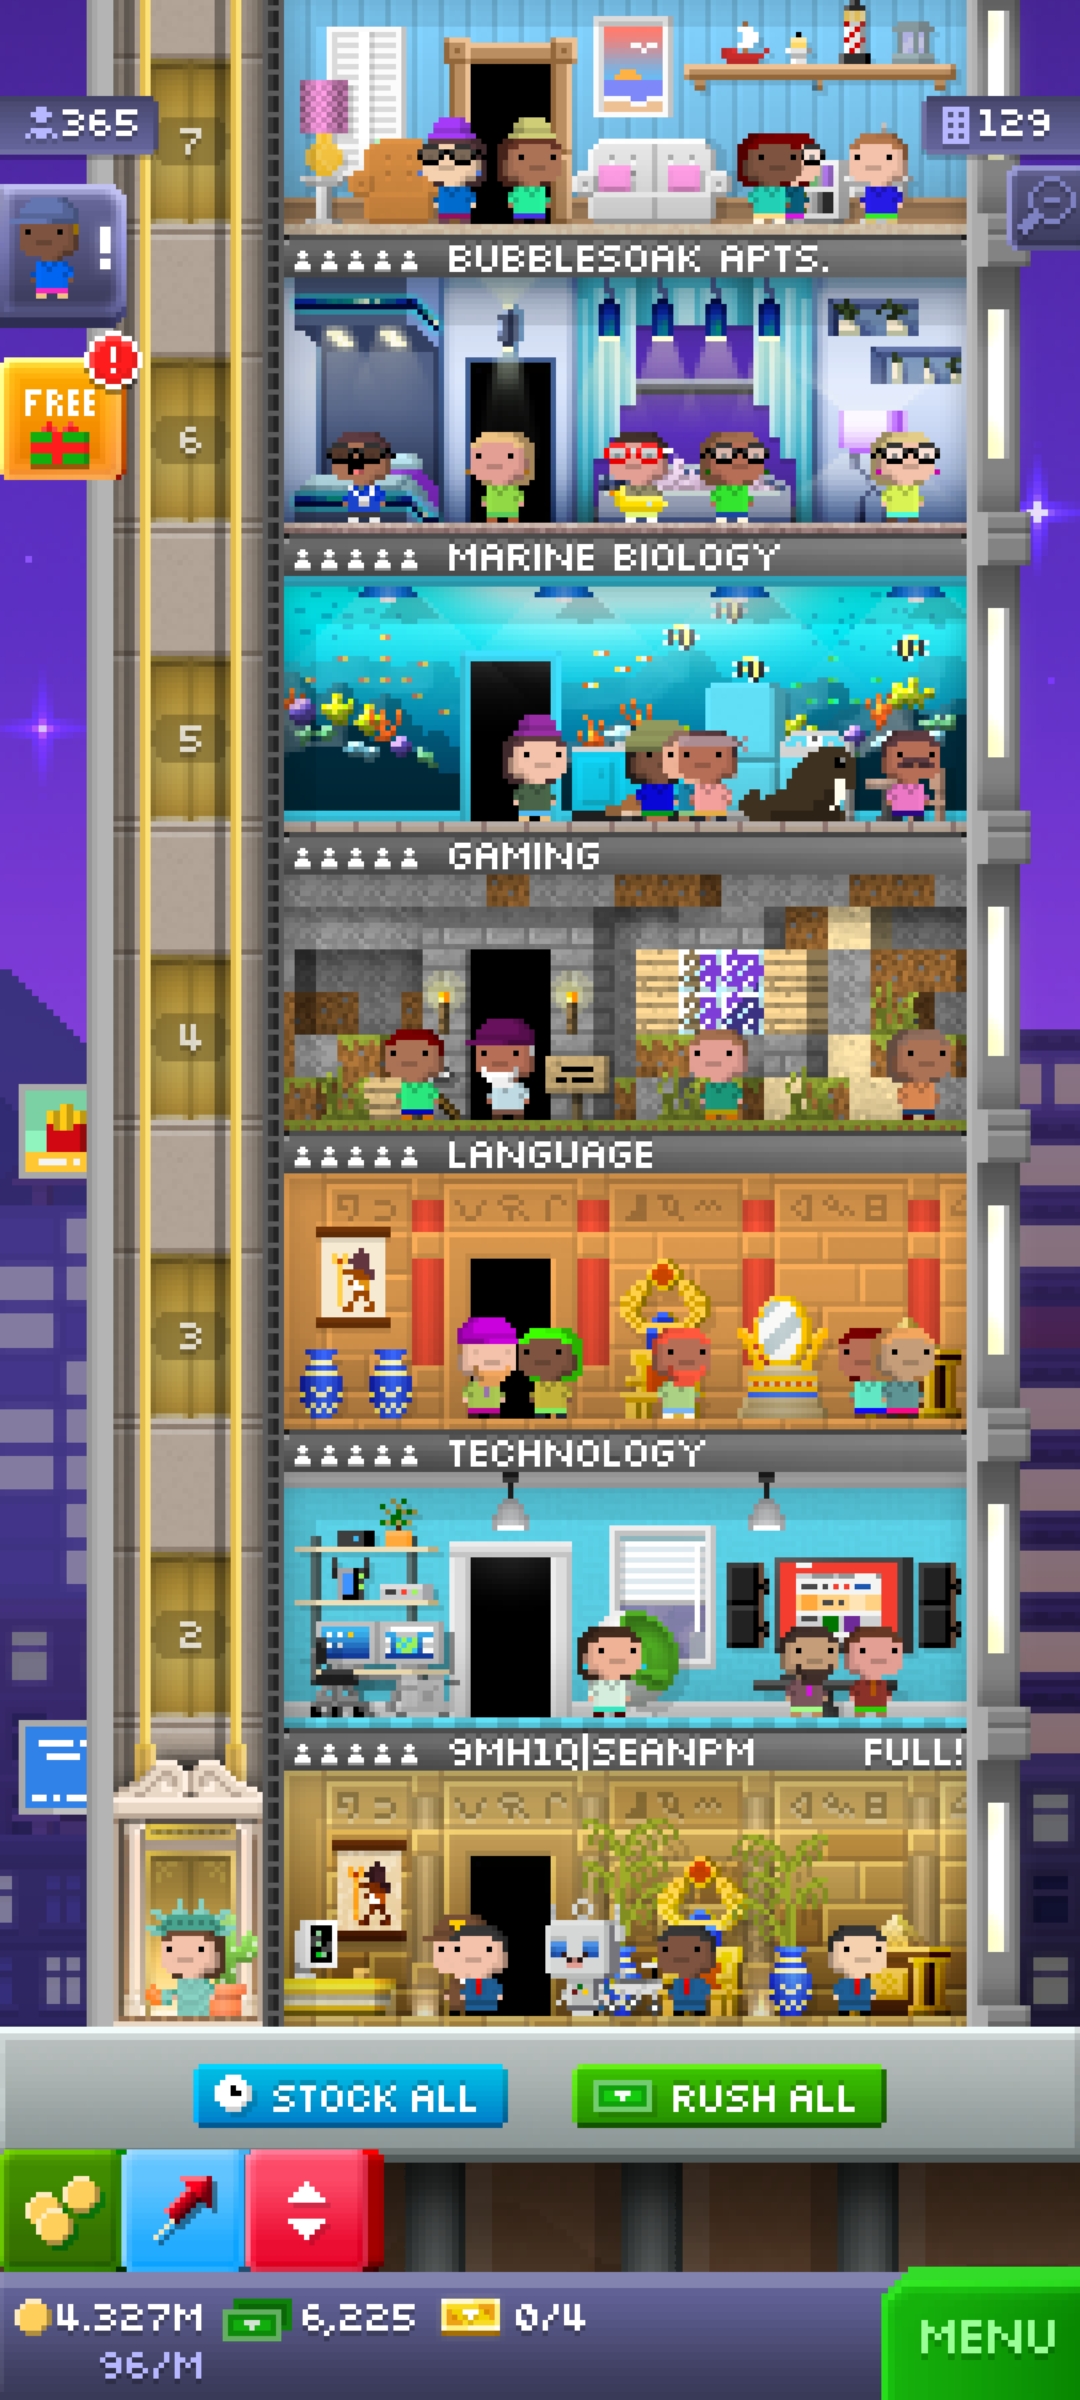 7
365
129
!
BUBBLESOAK APTS.
!
FREE
6
MARINE BIOLOGY
5
GAMING
4
LANGUAGE
3
TECHNOLOGY
2
9MH1Q|SEANPM FULL!
STOCK ALL
RUSH ALL
4.327M
6,225
0/4
96/M
MENU